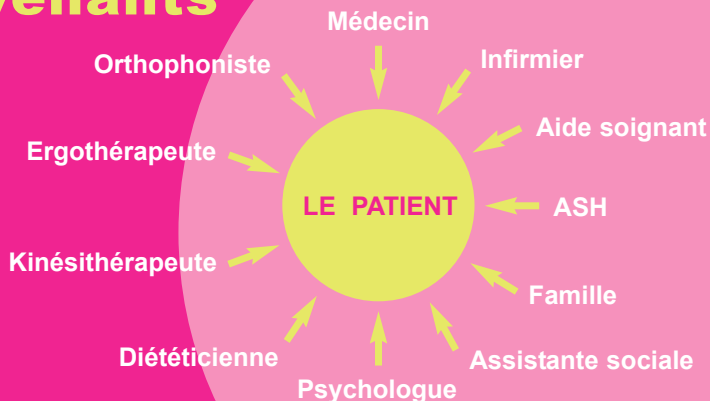 Médecin
Orthophoniste
Infirmier
Aide soignant
Ergothérapeute
LE PATIENT
ASH
Kinésithérapeute
Famille
Diététicienne
Assistante sociale
Psychologue